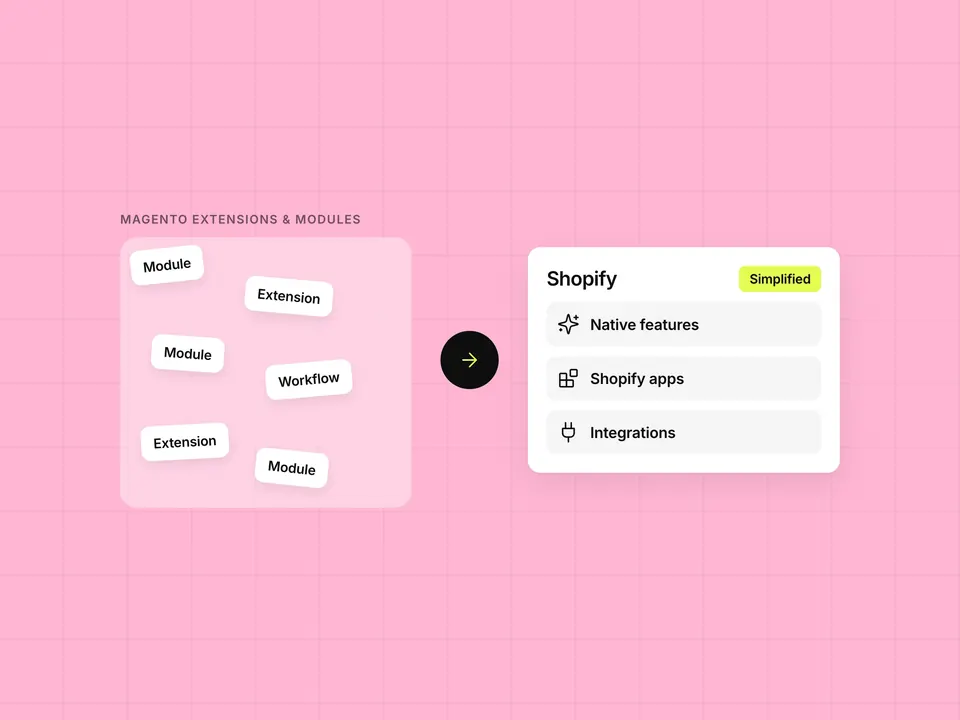 MAGENTO EXTENSIONS & MODULES
Module
Extension
Module
Workflow
Extension
Module
Shopify
Simplified
Native features
Shopify apps
Integrations